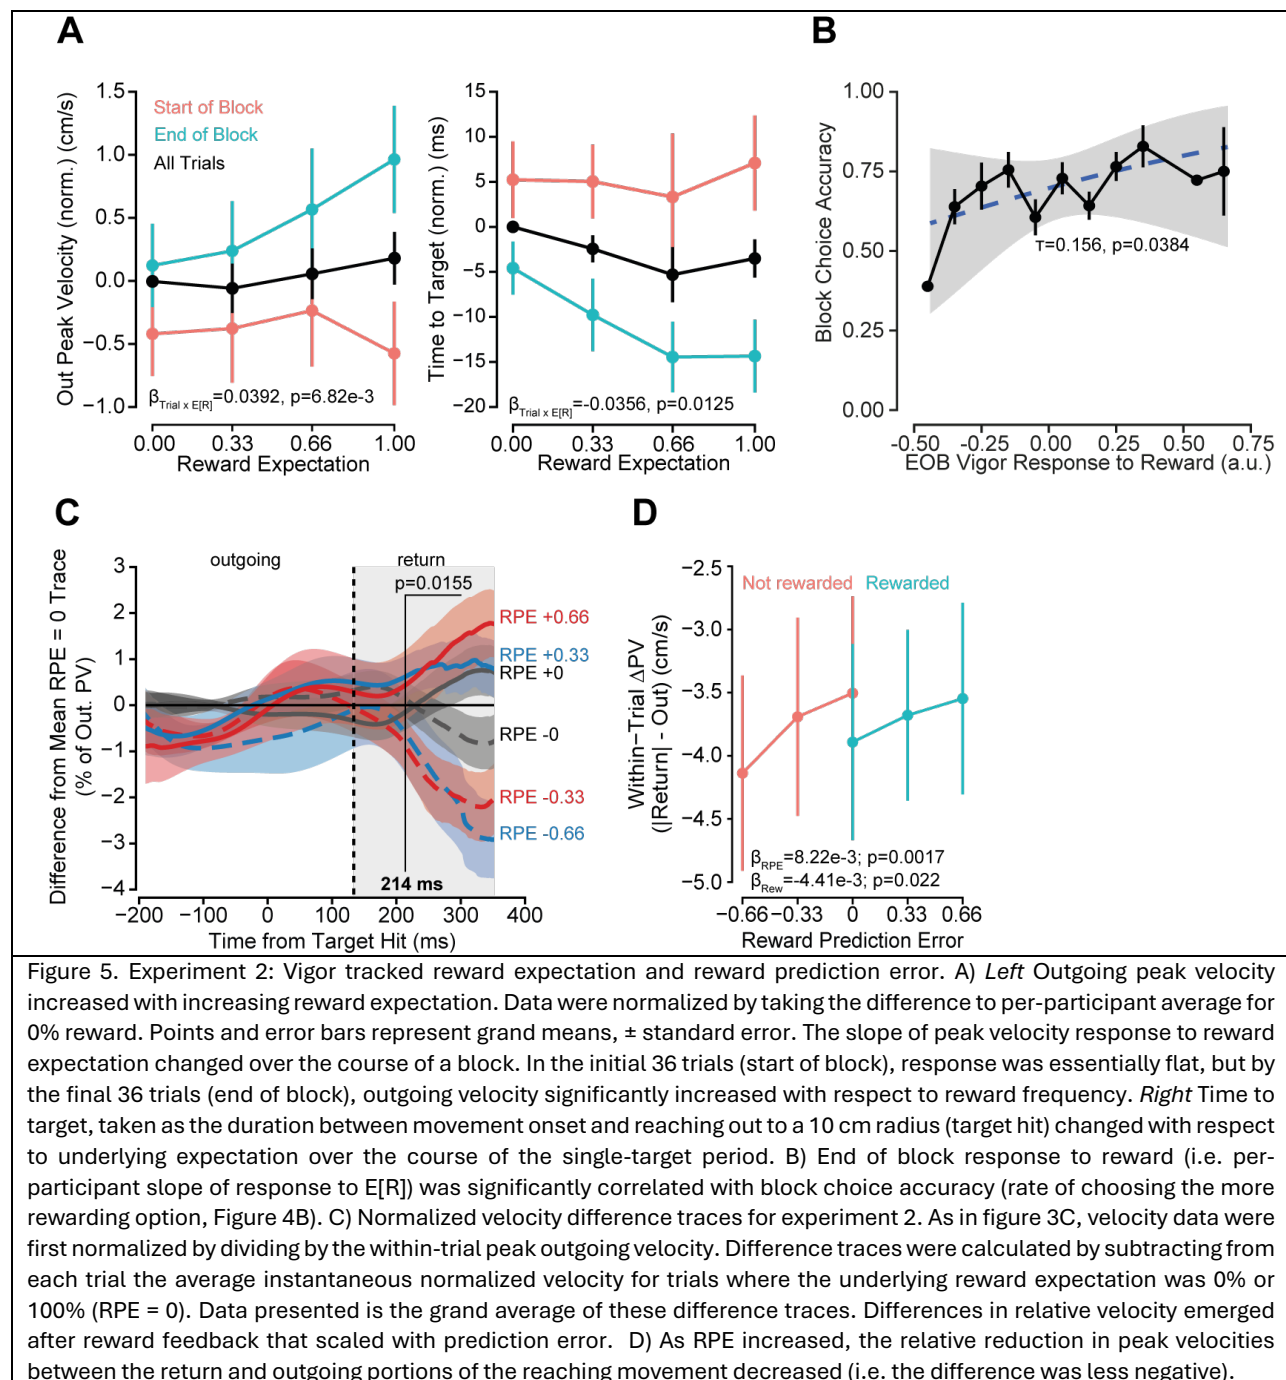 A
B
Out Peak Velocity (norm.) (cm/s)
1.5
1.0
0.5
0.0
−0.5
−1.0
Start of Block
End of Block
All Trials
βTrial x E[R]=0.0392, p=6.82e-3
0.00 0.33 0.66 1.00
Reward Expectation
Time to Target (norm.) (ms)
15
10
5
0
−5
−10
−15
−20
βTrial x E[R]=-0.0356, p=0.0125
0.00 0.33 0.66 1.00
Reward Expectation
Block Choice Accuracy
1.00
0.75
0.50
0.25
0.00
τ=0.156, p=0.0384
-0.50 -0.25 0.00 0.25 0.50 0.75
EOB Vigor Response to Reward (a.u.)
C
D
Difference from Mean RPE = 0 Trace
(% of Out. PV)
3
2
1
0
−1
−2
−3
−4
outgoing return
p=0.0155
RPE +0.66
RPE +0.33
RPE +0
RPE -0
RPE -0.33
RPE -0.66
214 ms
−200 −100 0 100 200 300 400
Time from Target Hit (ms)
Within−Trial ΔPV
(|Return| - Out) (cm/s)
−2.5
−3.0
−3.5
−4.0
−4.5
−5.0
Not rewarded Rewarded
βRPE=8.22e-3; p=0.0017
βRew=-4.41e-3; p=0.022
−0.66 −0.33 0 0.33 0.66
Reward Prediction Error
Figure 5. Experiment 2: Vigor tracked reward expectation and reward prediction error. A) Left Outgoing peak velocity
increased with increasing reward expectation. Data were normalized by taking the difference to per-participant average for
0% reward. Points and error bars represent grand means, ± standard error. The slope of peak velocity response to reward
expectation changed over the course of a block. In the initial 36 trials (start of block), response was essentially flat, but by
the final 36 trials (end of block), outgoing velocity significantly increased with respect to reward frequency. Right Time to
target, taken as the duration between movement onset and reaching out to a 10 cm radius (target hit) changed with respect
to underlying expectation over the course of the single-target period. B) End of block response to reward (i.e. per-
participant slope of response to E[R]) was significantly correlated with block choice accuracy (rate of choosing the more
rewarding option, Figure 4B). C) Normalized velocity difference traces for experiment 2. As in figure 3C, velocity data were
first normalized by dividing by the within-trial peak outgoing velocity. Difference traces were calculated by subtracting from
each trial the average instantaneous normalized velocity for trials where the underlying reward expectation was 0% or
100% (RPE = 0). Data presented is the grand average of these difference traces. Differences in relative velocity emerged
after reward feedback that scaled with prediction error. D) As RPE increased, the relative reduction in peak velocities
between the return and outgoing portions of the reaching movement decreased (i.e. the difference was less negative).